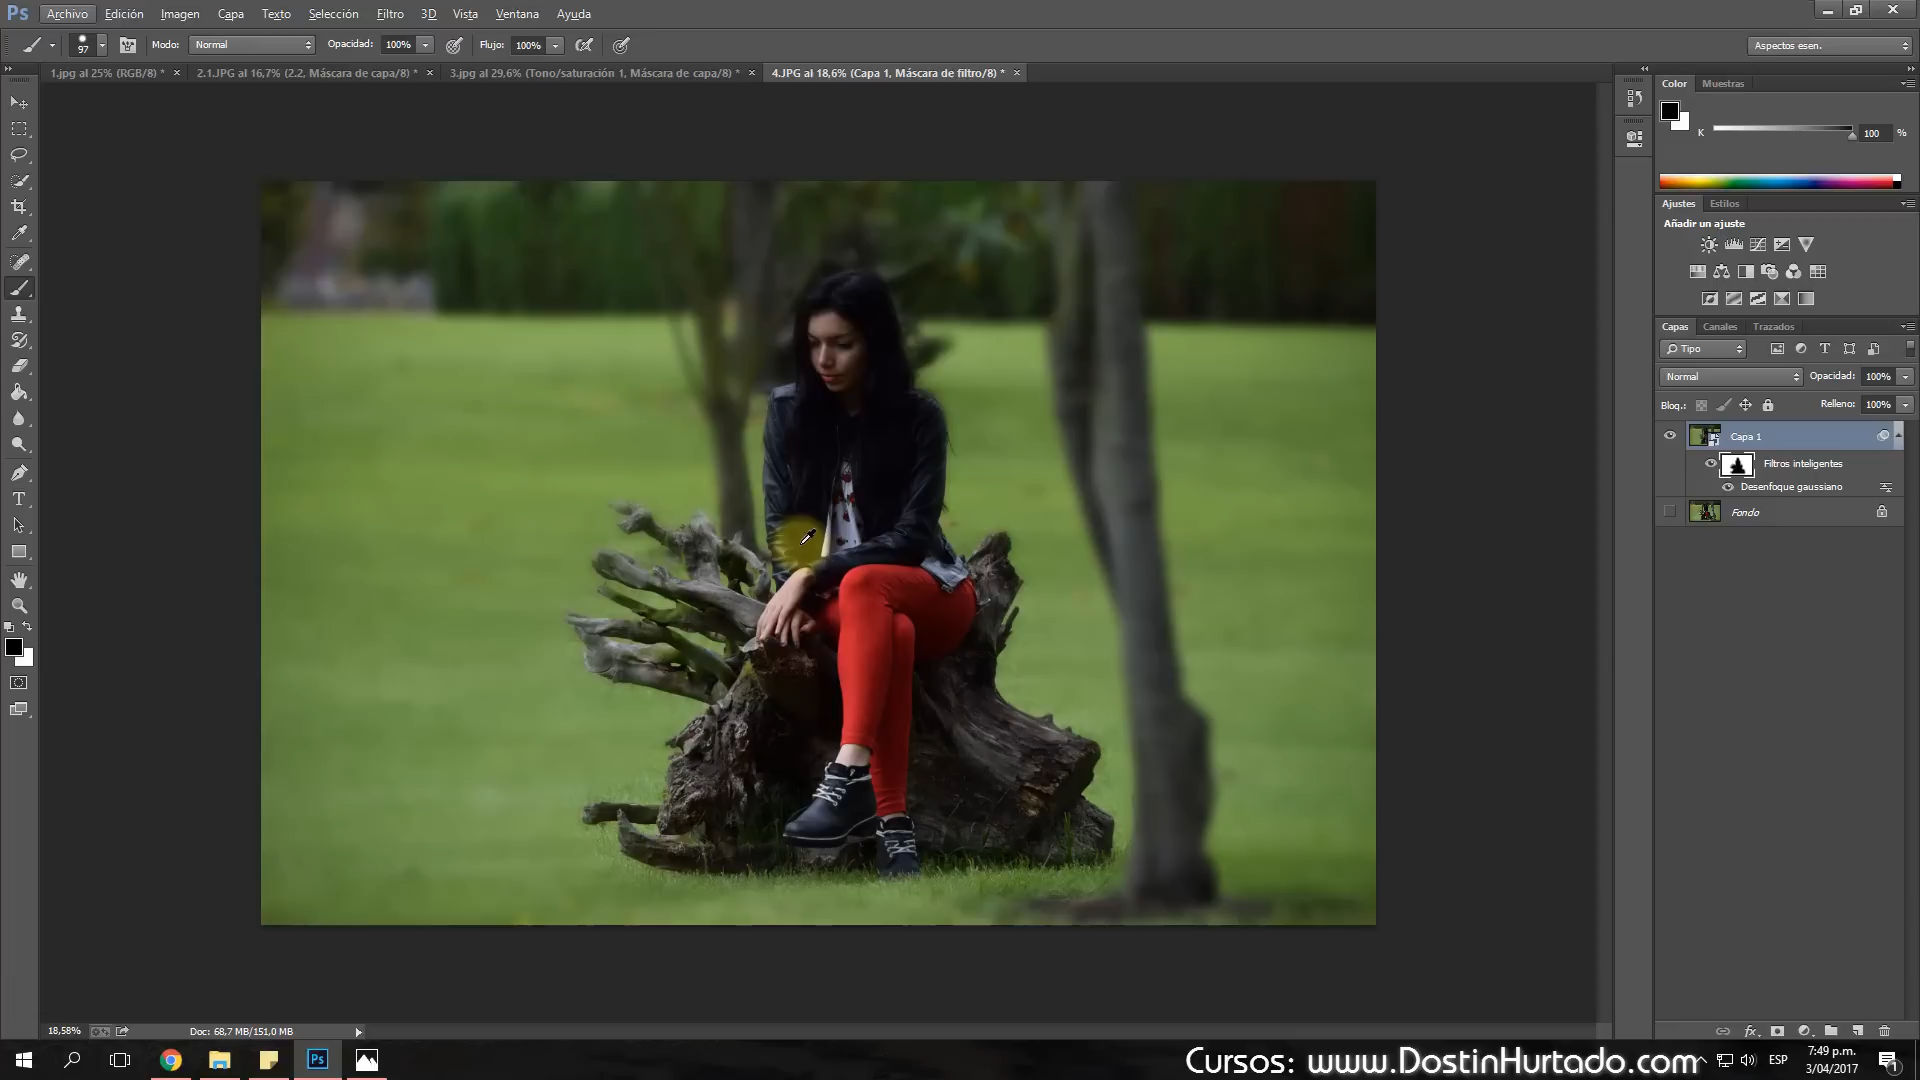 Ps Archivo Edición Imagen Capa Texto Selección Filtro 3D Vista Ventana Ayuda
97 Modo: Normal Opacidad: 100% Flujo: 100% Aspectos esen.
1.jpg al 25% (RGB/8) * 2.1.JPG al 16,7% (2.2, Máscara de capa/8) * 3.jpg al 29,6% (Tono/saturación 1, Máscara de capa/8) * 4.JPG al 18,6% (Capa 1, Máscara de filtro/8) *
Color Muestras
K 100 %
Ajustes Estilos
Añadir un ajuste
Capas Canales Trazados
Tipo
Normal Opacidad: 100%
Bloq.: Relleno: 100%
Capa 1
Filtros inteligentes
Desenfoque gaussiano
Fondo
18,58% Doc: 68,7 MB/151,0 MB
Cursos: www.DostinHurtado.com
ESP
7:49 p.m.
3/04/2017
1